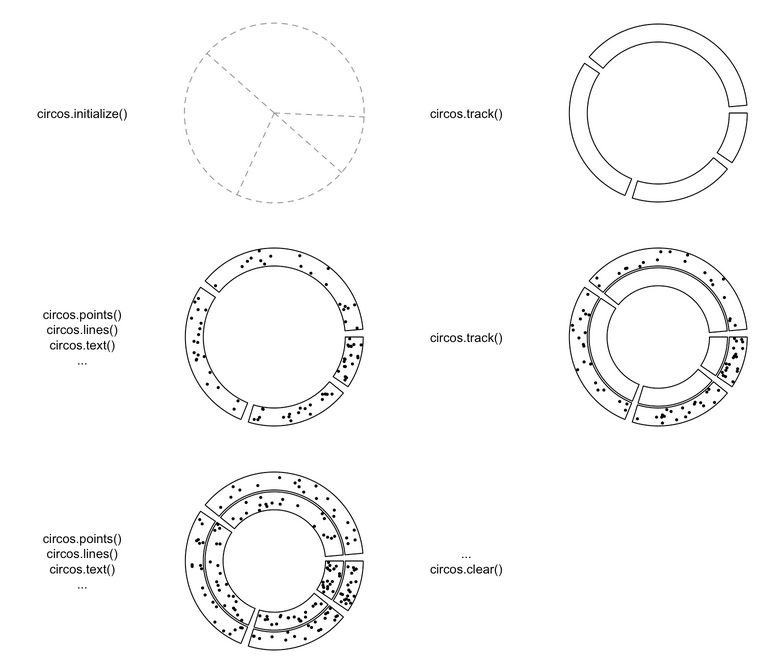 circos.initialize()
circos.track()
circos.points()
circos.lines()
circos.text()
...
circos.track()
circos.points()
circos.lines()
circos.text()
...
...
circos.clear()